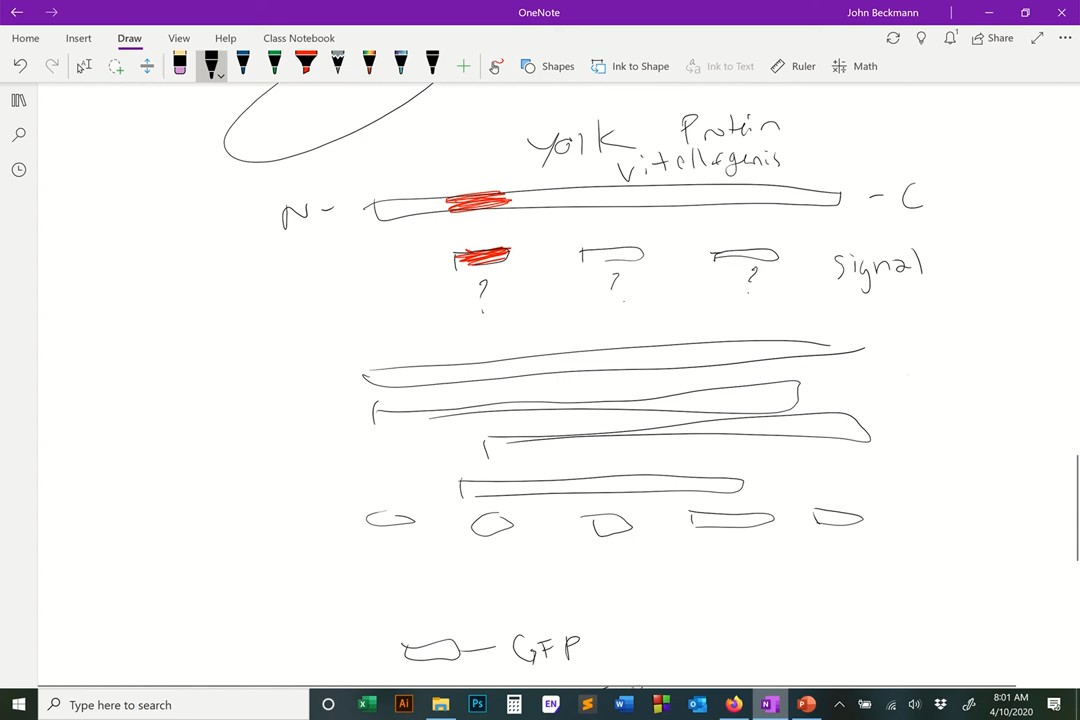 OneNote
John Beckmann
Home Insert Draw View Help Class Notebook
Share
Shapes Ink to Shape Ink to Text Ruler Math
Protein
Yolk
vitellogenis
N - - C
signal
? ? ?
GFP
Type here to search
EN
8:01 AM
4/10/2020